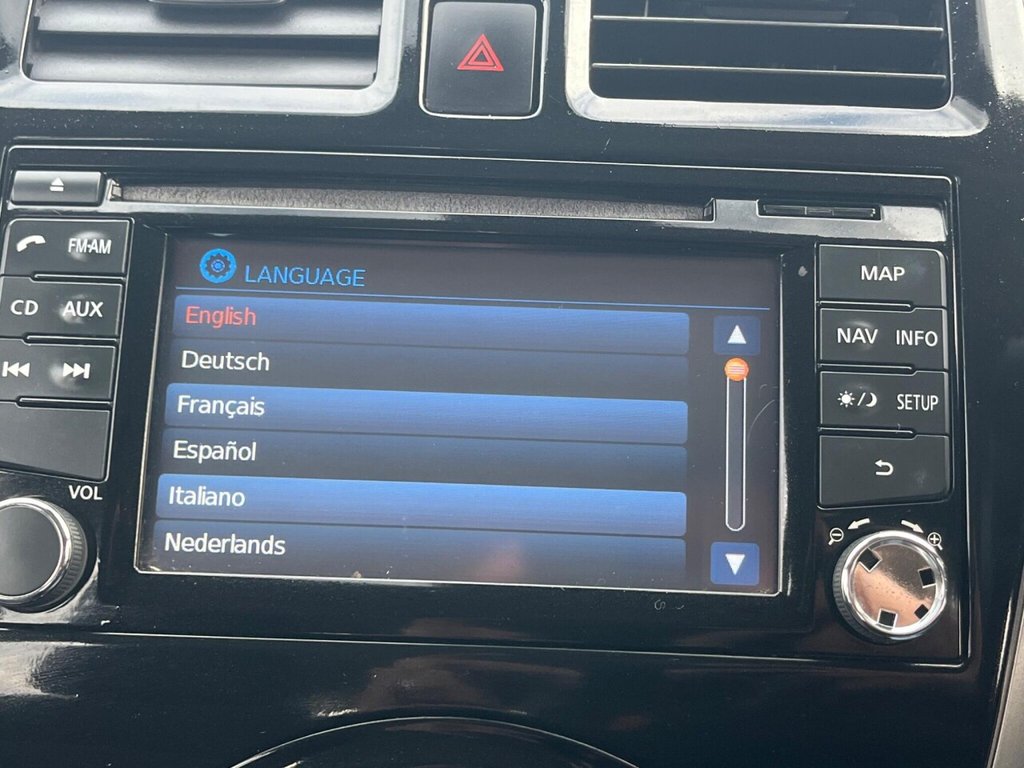 FM·AM
CD AUX
VOL
LANGUAGE
English
Deutsch
Français
Español
Italiano
Nederlands
MAP
NAV INFO
SETUP